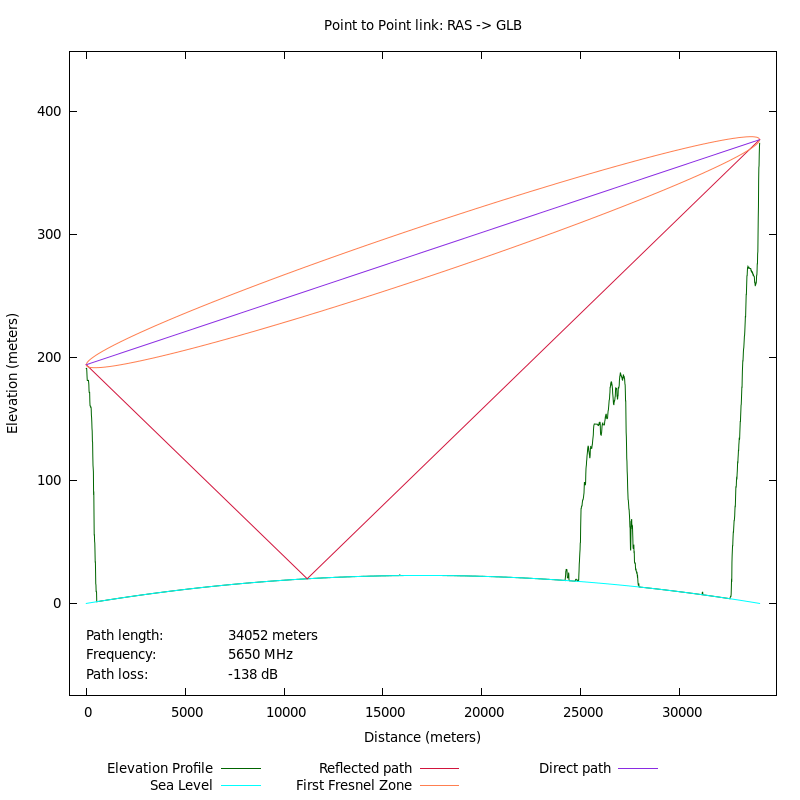 Point to Point link: RAS -> GLB
400
300
200
100
0
Elevation (meters)
Path length: 34052 meters
Frequency: 5650 MHz
Path loss: -138 dB
0 5000 10000 15000 20000 25000 30000
Distance (meters)
Elevation Profile Reflected path Direct path
Sea Level First Fresnel Zone